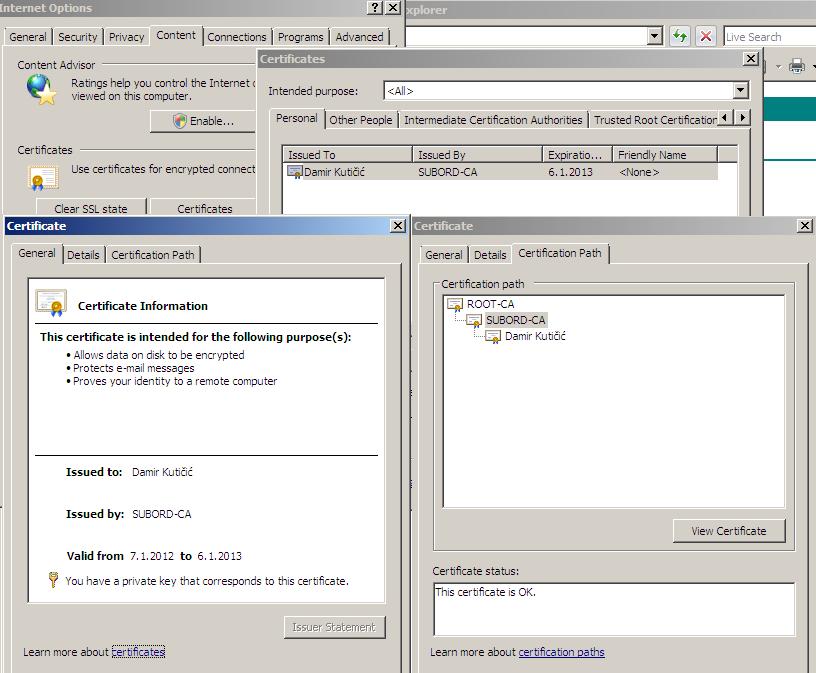 Internet Options
xplorer
General Security Privacy Content Connections Programs Advanced
Live Search
Content Advisor
Ratings help you control the Internet c
viewed on this computer.
Enable...
Certificates
Use certificates for encrypted connect
Clear SSL state Certificates
Certificates
Intended purpose: <All>
Personal Other People Intermediate Certification Authorities Trusted Root Certification
Issued To Issued By Expiratio... Friendly Name
Damir Kutičić SUBORD-CA 6.1.2013 <None>
Certificate
General Details Certification Path
Certificate Information
This certificate is intended for the following purpose(s):
• Allows data on disk to be encrypted
• Protects e-mail messages
• Proves your identity to a remote computer
Issued to: Damir Kutičić
Issued by: SUBORD-CA
Valid from 7.1.2012 to 6.1.2013
You have a private key that corresponds to this certificate.
Issuer Statement
Learn more about certificates
Certificate
General Details Certification Path
Certification path
ROOT-CA
SUBORD-CA
Damir Kutičić
View Certificate
Certificate status:
This certificate is OK.
Learn more about certification paths